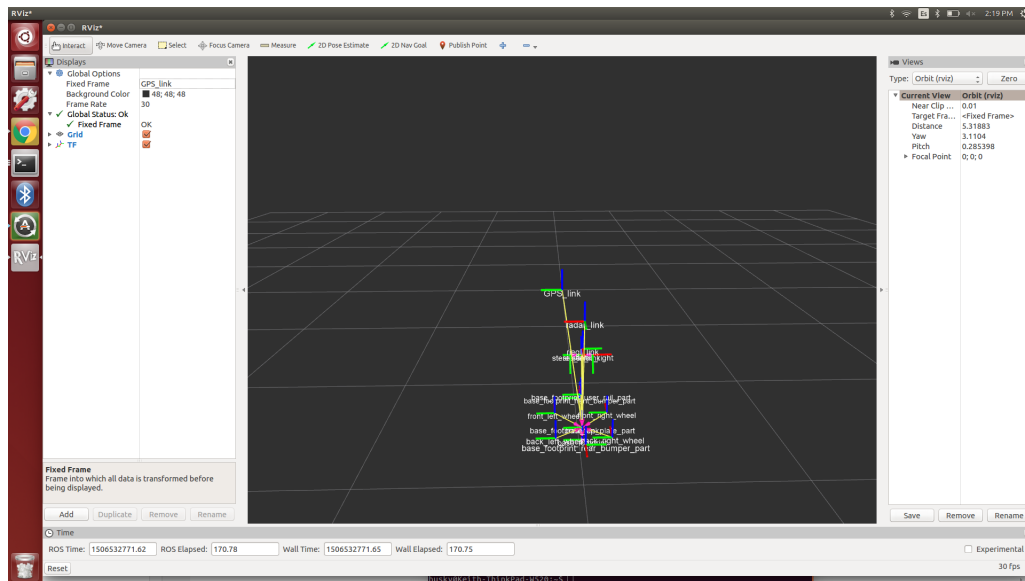 RViz*
Es
2:19 PM
RViz*
Interact
Move Camera
Select
Focus Camera
Measure
2D Pose Estimate
2D Nav Goal
Publish Point
Displays
Global Options
Fixed Frame GPS_link
Background Color 48; 48; 48
Frame Rate 30
Global Status: Ok
Fixed Frame OK
Grid
TF
Fixed Frame
Frame into which all data is transformed before
being displayed.
Add Duplicate Remove Rename
GPS_link
radar_link
front_right_wheel
front_left_wheel
base_footprint_rear_bumper_part
Views
Type: Orbit (rviz) Zero
Current View Orbit (rviz)
Near Clip ... 0.01
Target Fra... <Fixed Frame>
Distance 5.31883
Yaw 3.1104
Pitch 0.285398
Focal Point 0; 0; 0
Save Remove Rename
Time
ROS Time: 1506532771.62 ROS Elapsed: 170.78 Wall Time: 1506532771.65 Wall Elapsed: 170.75 Experimental
Reset 30 fps
RViz
husky@Keith-ThinkPad-W520:~$